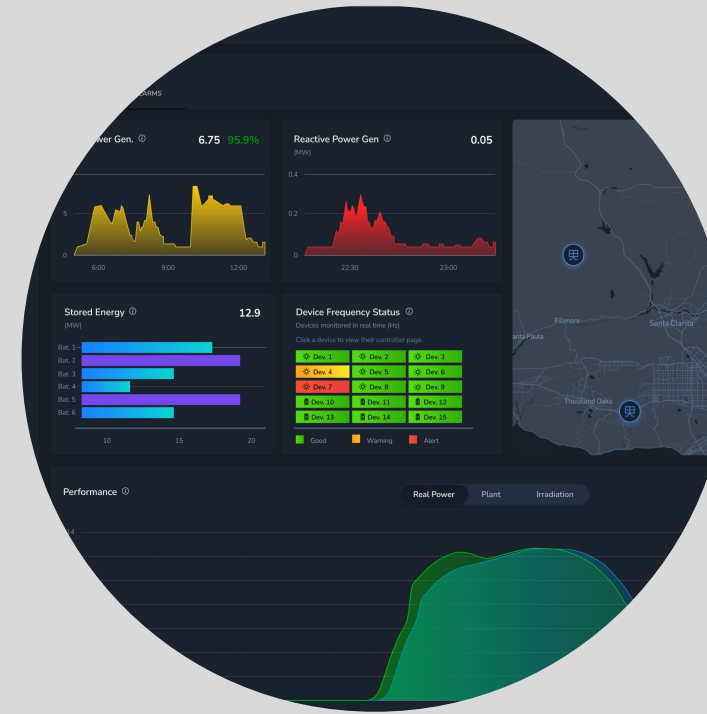 ARMS
wer Gen.
6.75 95.9%
5
0
6:00 9:00 12:00
Reactive Power Gen 0.05
(MW)
0.4
0.2
0
22:30 23:00
Stored Energy 12.9
(MW)
Bat. 1
Bat. 2
Bat. 3
Bat. 4
Bat. 5
Bat. 6
10 15 20
Device Frequency Status
Devices monitored in real time (Hz)
Click a device to view their controller page.
Dev. 1 Dev. 2 Dev. 3
Dev. 4 Dev. 5 Dev. 6
Dev. 7 Dev. 8 Dev. 9
Dev. 10 Dev. 11 Dev. 12
Dev. 13 Dev. 14 Dev. 15
Good Warning Alert
Fillmore
Santa Clarita
anta Paula
Thousand Oaks
Performance
Real Power Plant Irradiation